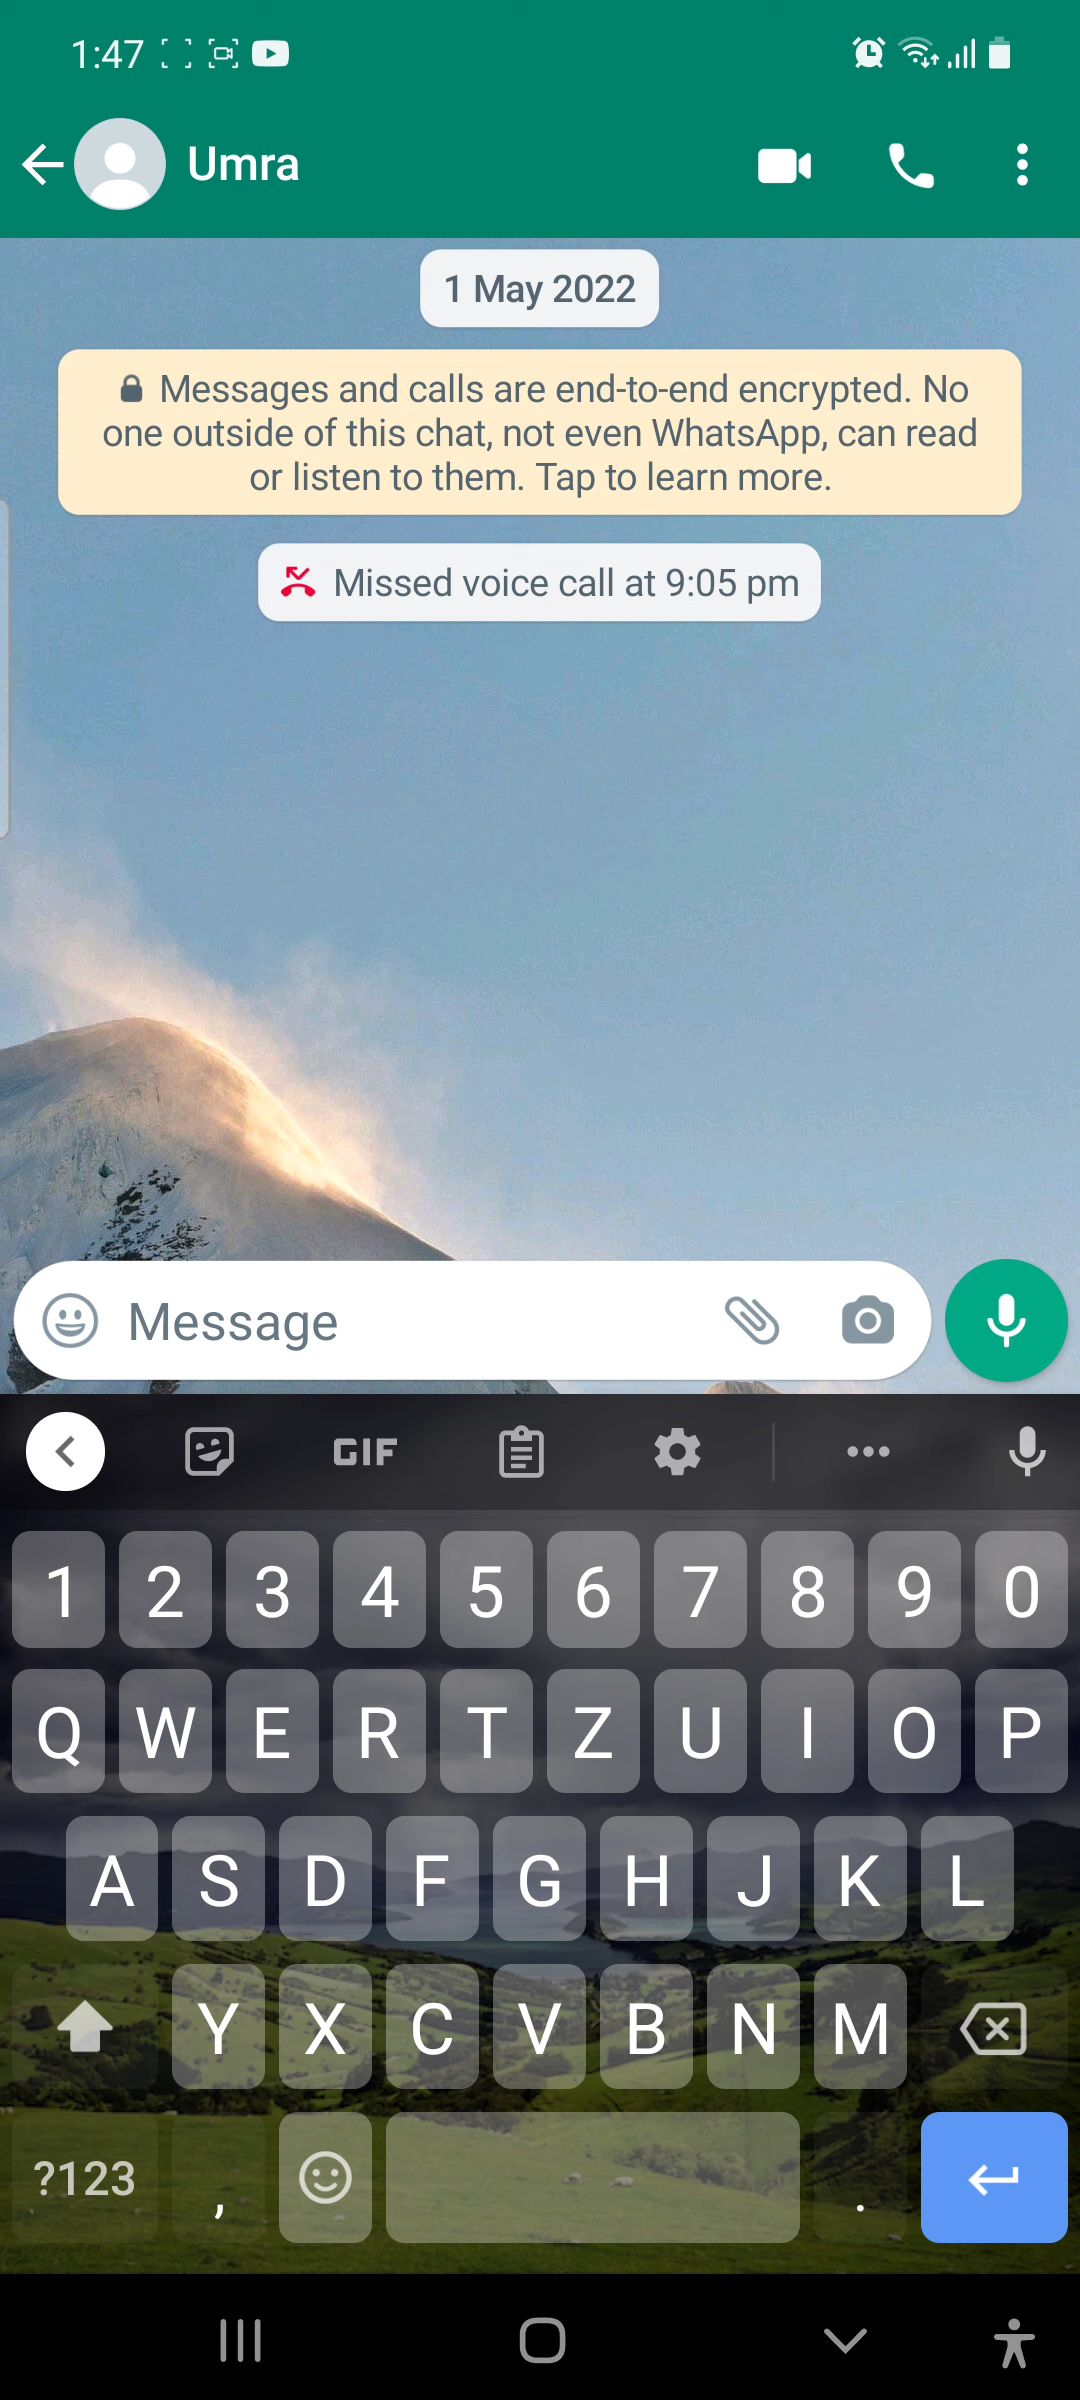 1:47
Umra
1 May 2022
Messages and calls are end-to-end encrypted. No
one outside of this chat, not even WhatsApp, can read
or listen to them. Tap to learn more.
Missed voice call at 9:05 pm
Message
GIF
1 2 3 4 5 6 7 8 9 0
Q W E R T Z U I O P
A S D F G H J K L
Y X C V B N M
?123 , .